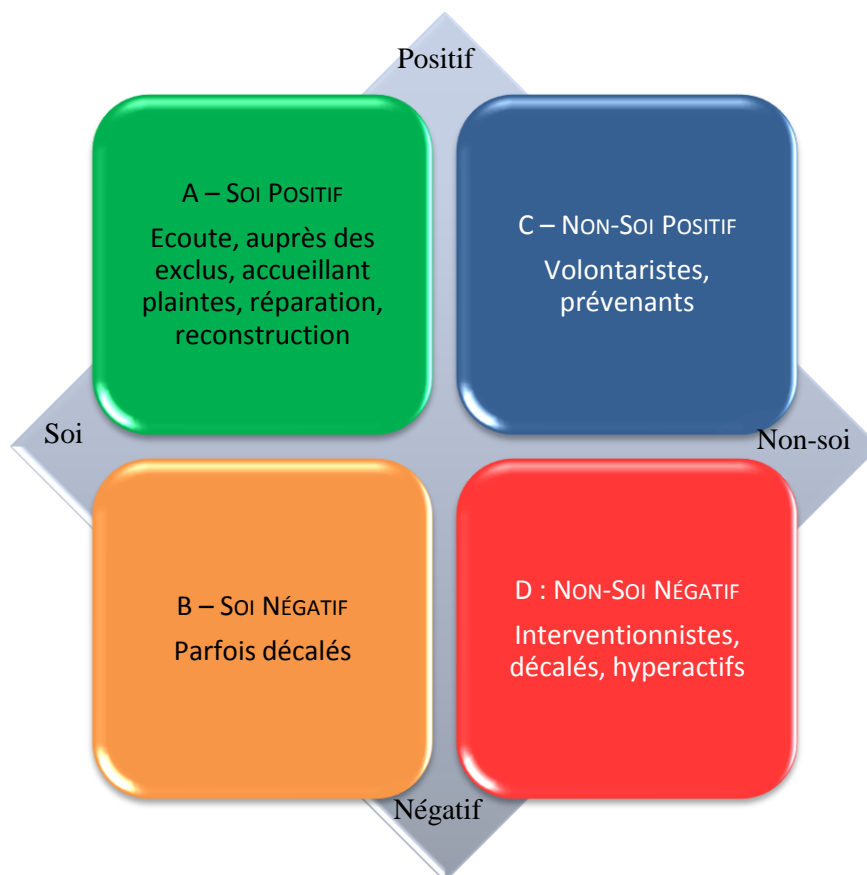 Positif
A – SOI POSITIF
Ecoute, auprès des
exclus, accueillant
plaintes, réparation,
reconstruction
C – NON-SOI POSITIF
Volontaristes,
prévenants
Soi
Non-soi
B – SOI NÉGATIF
Parfois décalés
D : NON-SOI NÉGATIF
Interventionnistes,
décalés, hyperactifs
Négatif